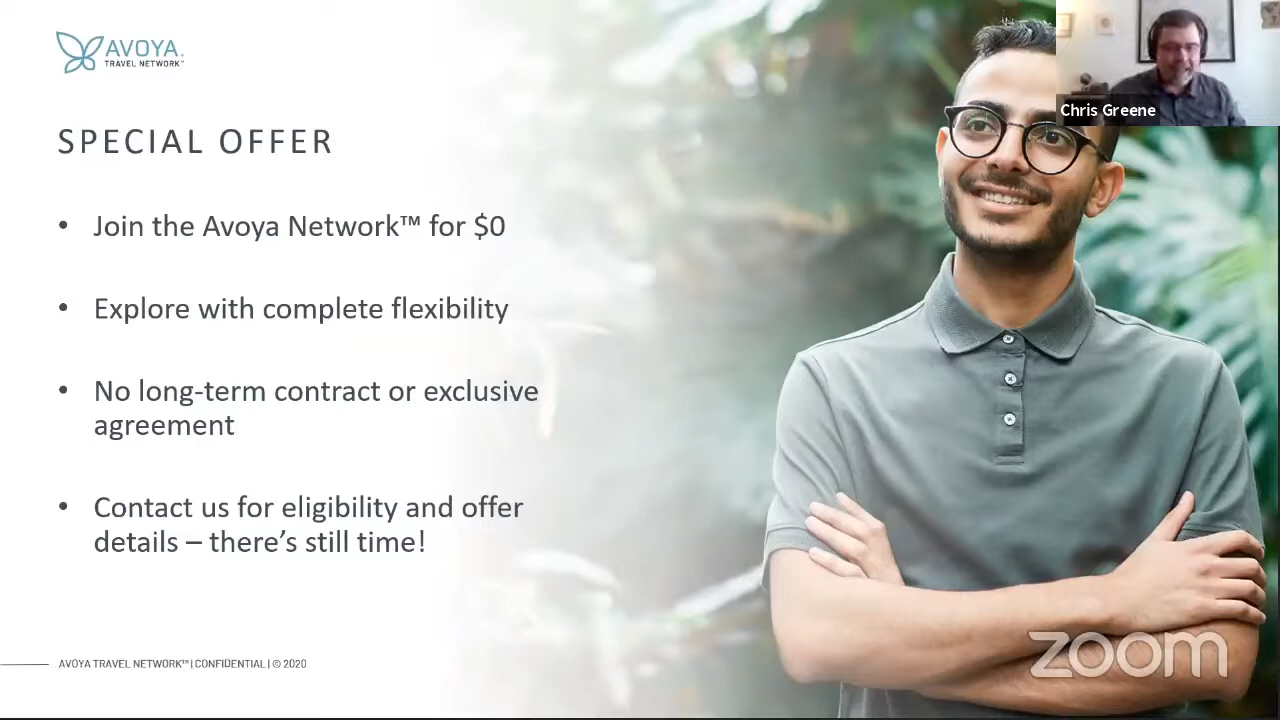 AVOYA
TRAVEL NETWORK™
Chris Greene
SPECIAL OFFER
• Join the Avoya Network™ for $0
• Explore with complete flexibility
• No long-term contract or exclusive
agreement
• Contact us for eligibility and offer
details – there’s still time!
AVOYA TRAVEL NETWORK™ | CONFIDENTIAL | © 2020
zoom